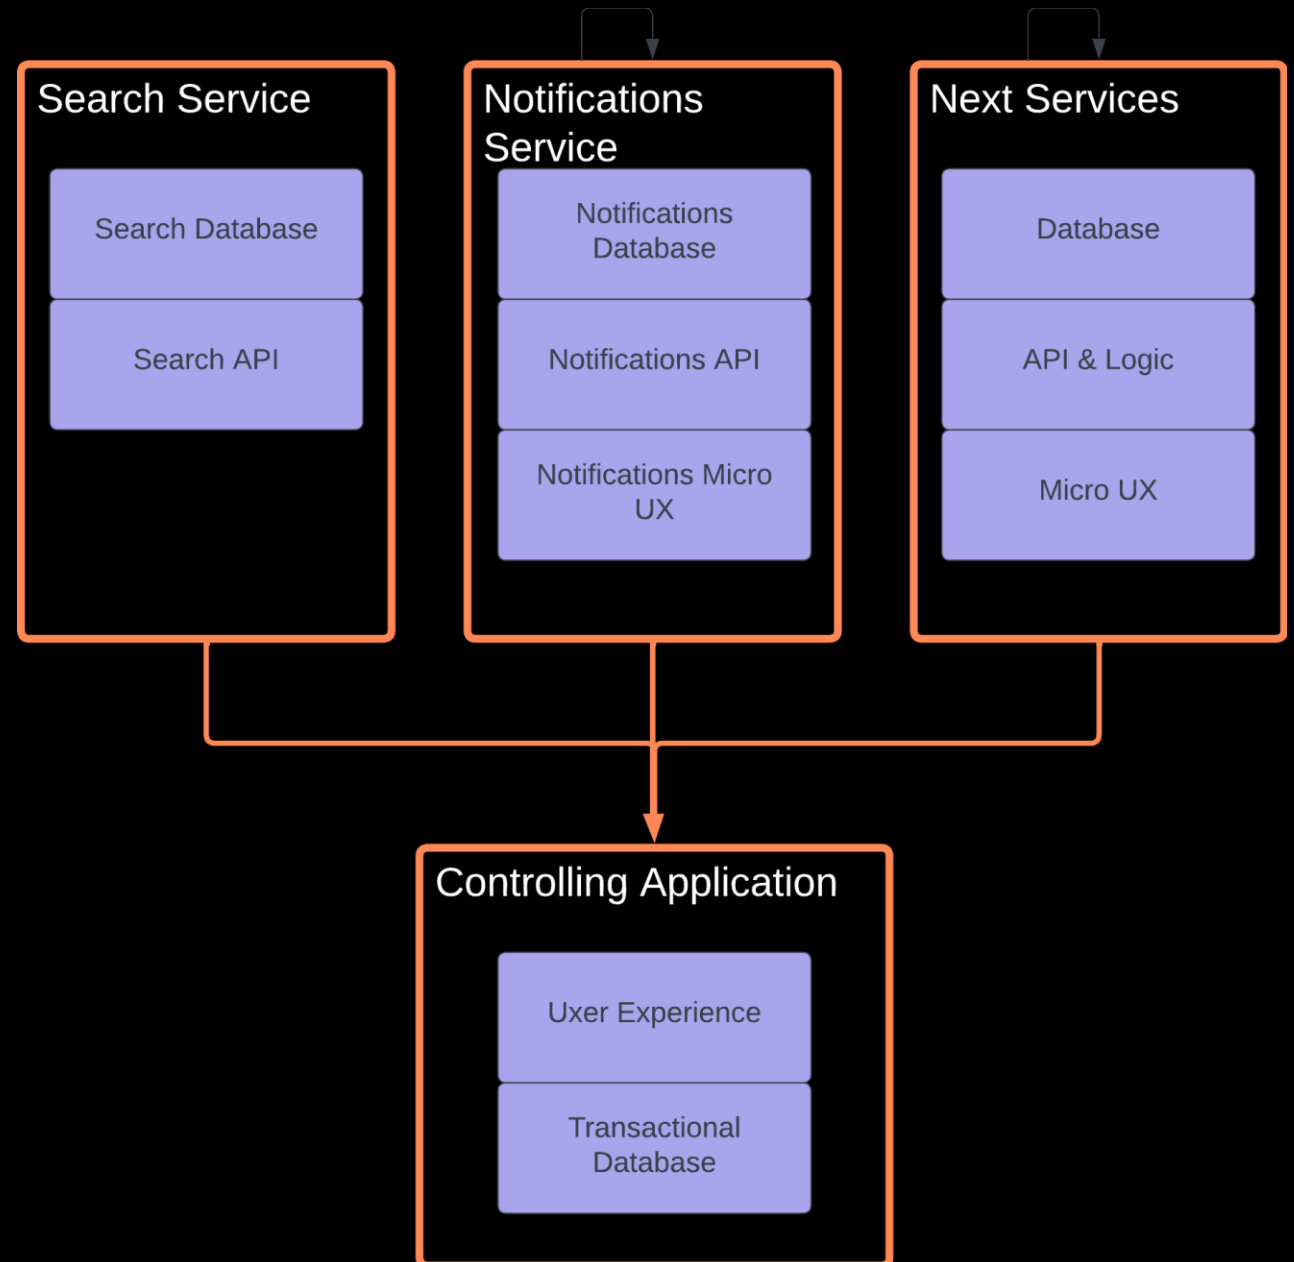 Search Service
Search Database
Search API
Notifications
Service
Notifications
Database
Notifications API
Notifications Micro
UX
Next Services
Database
API & Logic
Micro UX
Controlling Application
Uxer Experience
Transactional
Database